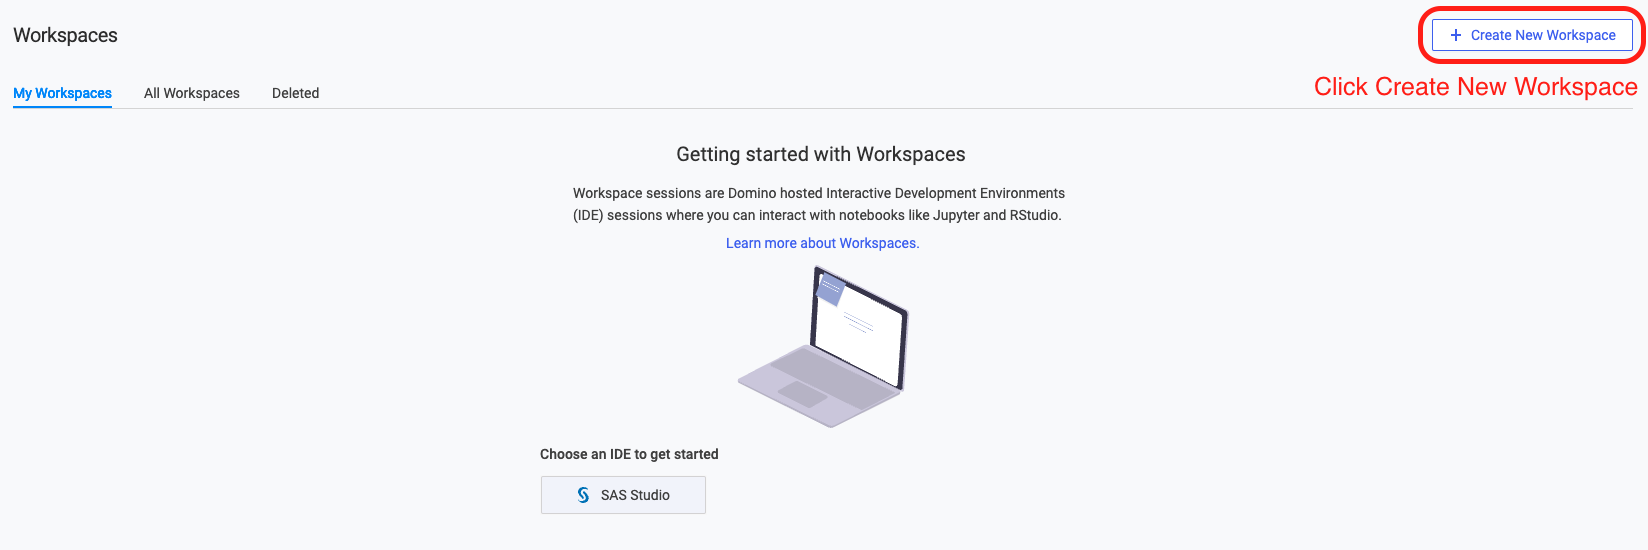 Workspaces
+ Create New Workspace
Click Create New Workspace
My Workspaces All Workspaces Deleted
Getting started with Workspaces
Workspace sessions are Domino hosted Interactive Development Environments
(IDE) sessions where you can interact with notebooks like Jupyter and RStudio.
Learn more about Workspaces.
Choose an IDE to get started
SAS Studio